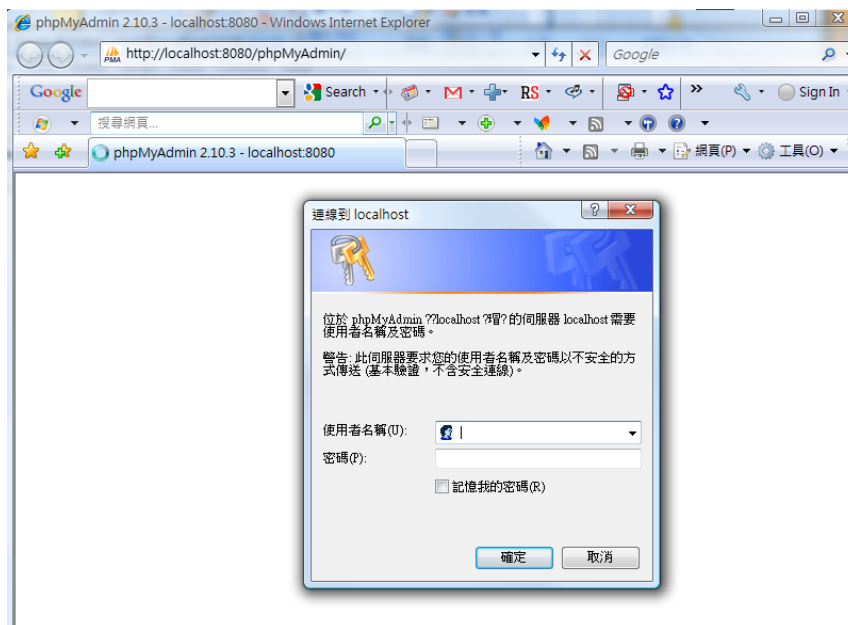 phpMyAdmin 2.10.3 - localhost:8080 - Windows Internet Explorer
http://localhost:8080/phpMyAdmin/
Google
Google
Search
RS
»
Sign In
搜尋網頁...
phpMyAdmin 2.10.3 - localhost:8080
網頁(P)
工具(O)
連線到 localhost
位於 phpMyAdmin ??localhost ?瑁? 的伺服器 localhost 需要
使用者名稱及密碼。
警告: 此伺服器要求您的使用者名稱及密碼以不安全的方
式傳送 (基本驗證，不含安全連線)。
使用者名稱(U):
密碼(P):
記憶我的密碼(R)
確定
取消